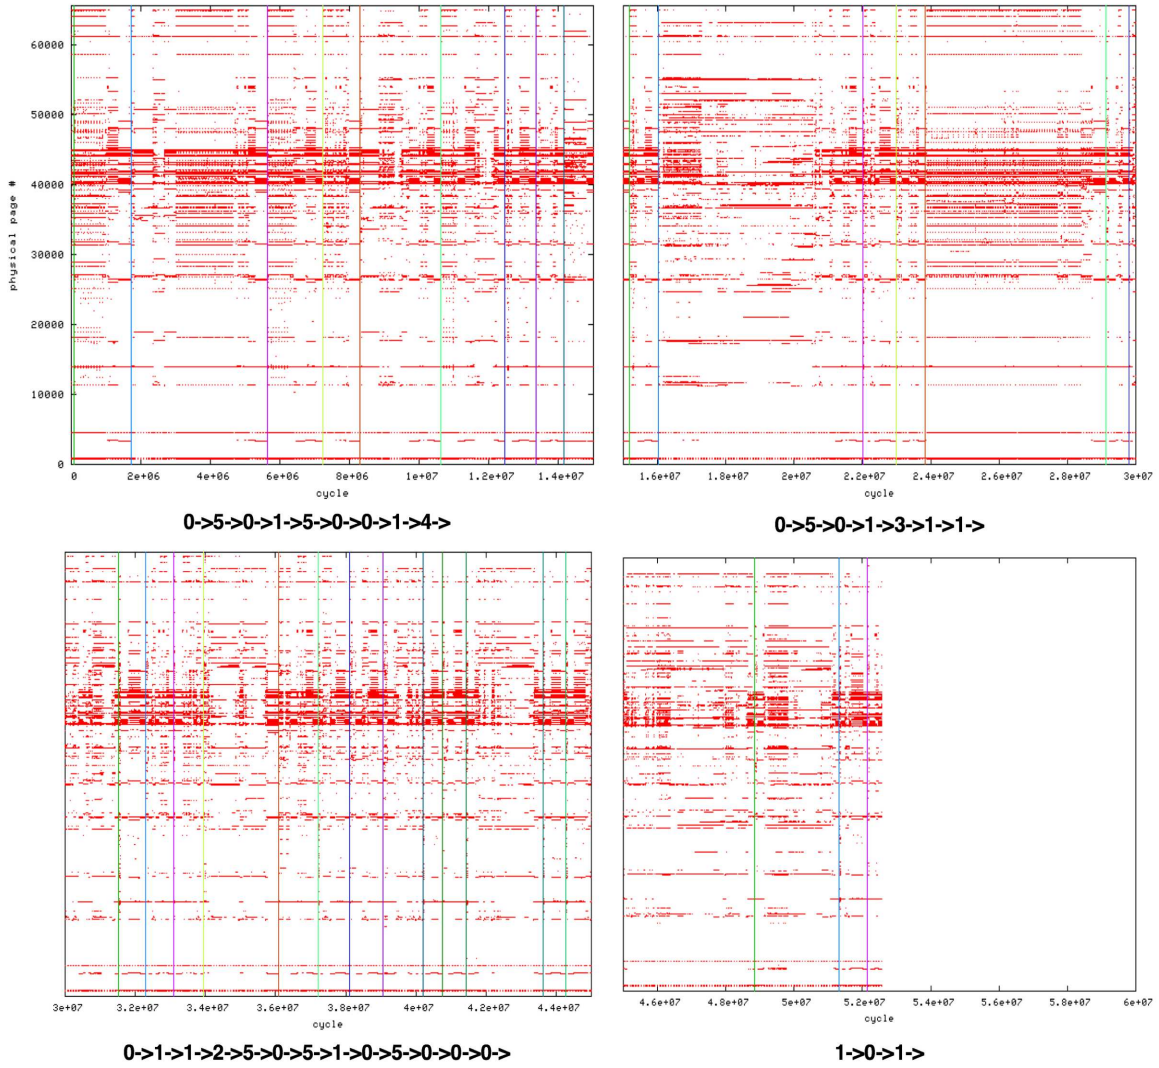 60000
50000
40000
30000
20000
10000
0
physical page #
0 2e+06 4e+06 6e+06 8e+06 1e+07 1.2e+07 1.4e+07
cycle
0->5->0->1->5->0->0->1->4->
1.6e+07 1.8e+07 2e+07 2.2e+07 2.4e+07 2.6e+07 2.8e+07 3e+07
cycle
0->5->0->1->3->1->1->
3e+07 3.2e+07 3.4e+07 3.6e+07 3.8e+07 4e+07 4.2e+07 4.4e+07
cycle
0->1->1->2->5->0->5->1->0->5->0->0->0->
4.6e+07 4.8e+07 5e+07 5.2e+07 5.4e+07 5.6e+07 5.8e+07 6e+07
cycle
1->0->1->